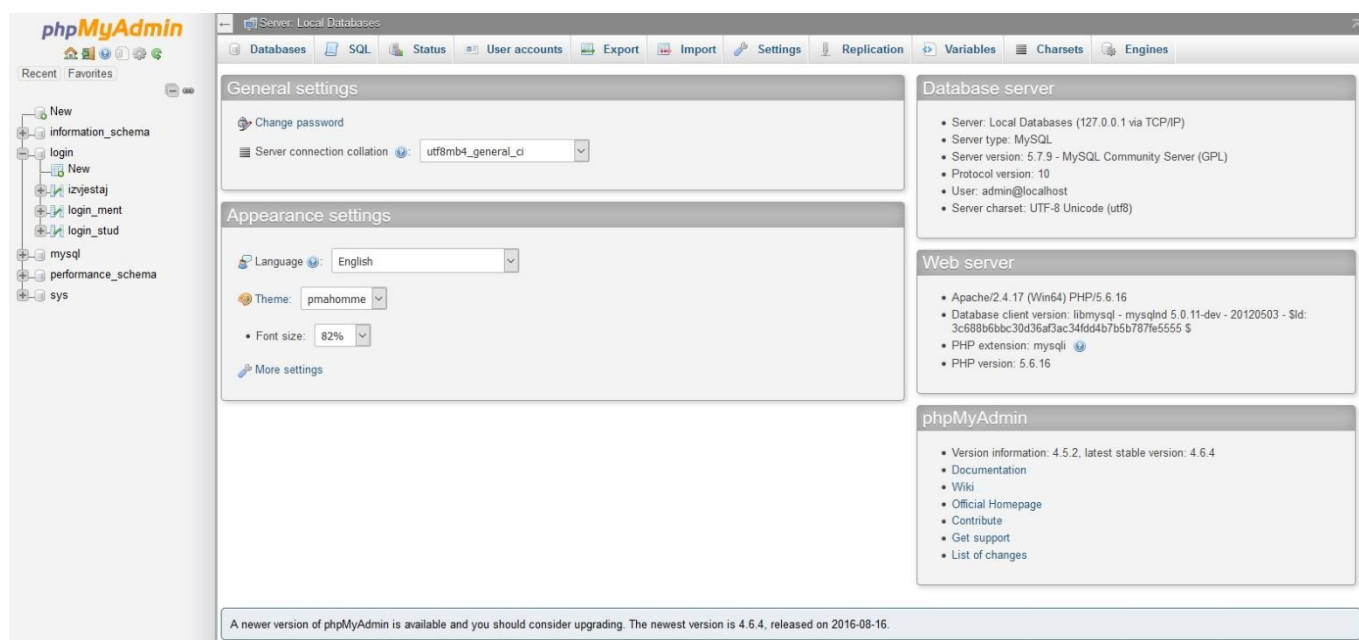 phpMyAdmin
Recent Favorites
New
information_schema
login
New
izvjestaj
login_ment
login_stud
mysql
performance_schema
sys
Server: Local Databases
Databases SQL Status User accounts Export Import Settings Replication Variables Charsets Engines
General settings
Change password
Server connection collation : utf8mb4_general_ci
Appearance settings
Language : English
Theme: pmahomme
• Font size: 82%
More settings
Database server
• Server: Local Databases (127.0.0.1 via TCP/IP)
• Server type: MySQL
• Server version: 5.7.9 - MySQL Community Server (GPL)
• Protocol version: 10
• User: admin@localhost
• Server charset: UTF-8 Unicode (utf8)
Web server
• Apache/2.4.17 (Win64) PHP/5.6.16
• Database client version: libmysql - mysqlnd 5.0.11-dev - 20120503 - $Id:
3c688b6bbc30d36af3ac34fdd4b7b5b787fe5555 $
• PHP extension: mysqli
• PHP version: 5.6.16
phpMyAdmin
• Version information: 4.5.2, latest stable version: 4.6.4
• Documentation
• Wiki
• Official Homepage
• Contribute
• Get support
• List of changes
A newer version of phpMyAdmin is available and you should consider upgrading. The newest version is 4.6.4, released on 2016-08-16.